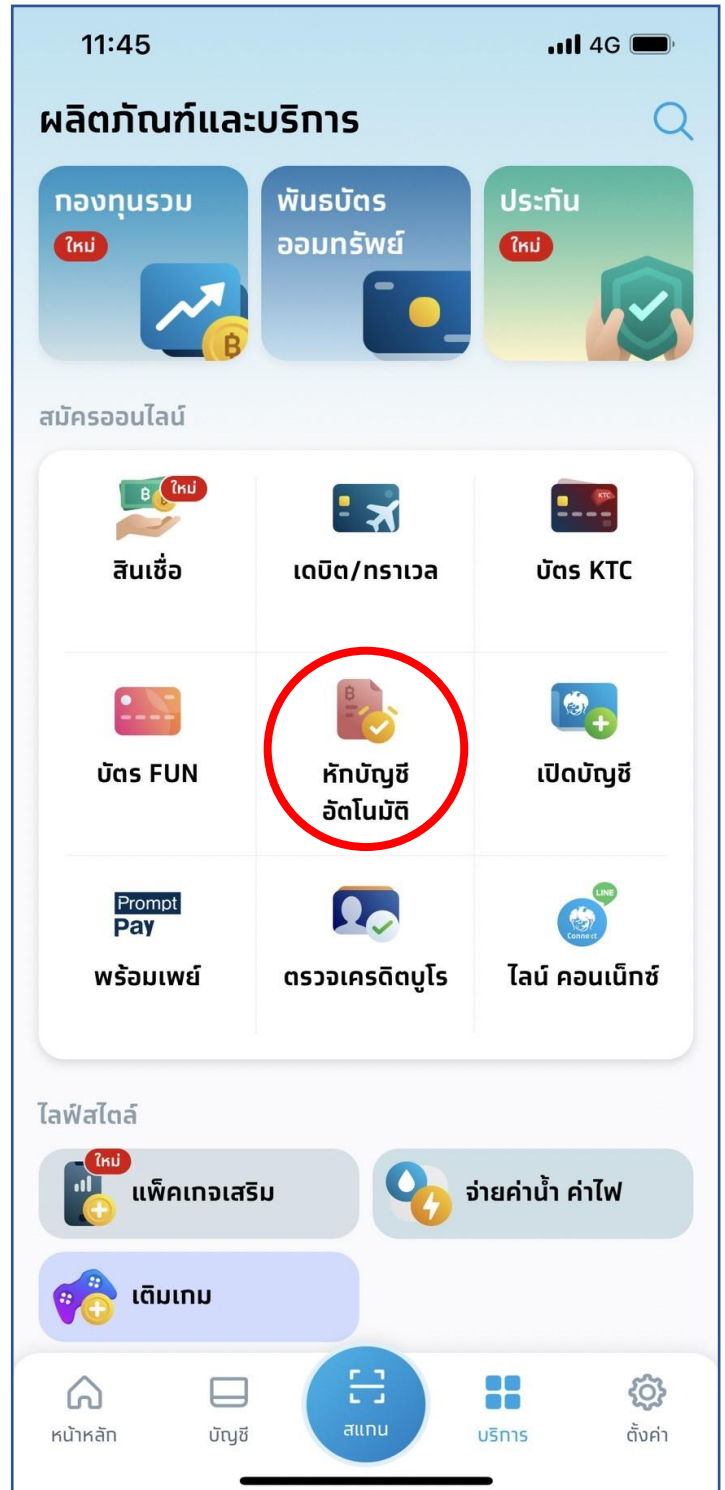 11:45 4G
ผลิตภัณฑ์และบริการ
กองทุนรวม
ใหม่
พันธบัตร
ออมทรัพย์
ประกัน
ใหม่
฿
สมัครออนไลน์
฿ ใหม่
KTC
สินเชื่อ เดบิต/ทราเวล บัตร KTC
฿
บัตร FUN หักบัญชี เปิดบัญชี
อัตโนมัติ
Prompt LINE
Pay Connect
พร้อมเพย์ ตรวจเครดิตบูโร ไลน์ คอนเน็กซ์
ไลฟ์สไตล์
ใหม่
แพ็คเกจเสริม จ่ายค่าน้ำ ค่าไฟ
เติมเกม
หน้าหลัก บัญชี สแกน บริการ ตั้งค่า